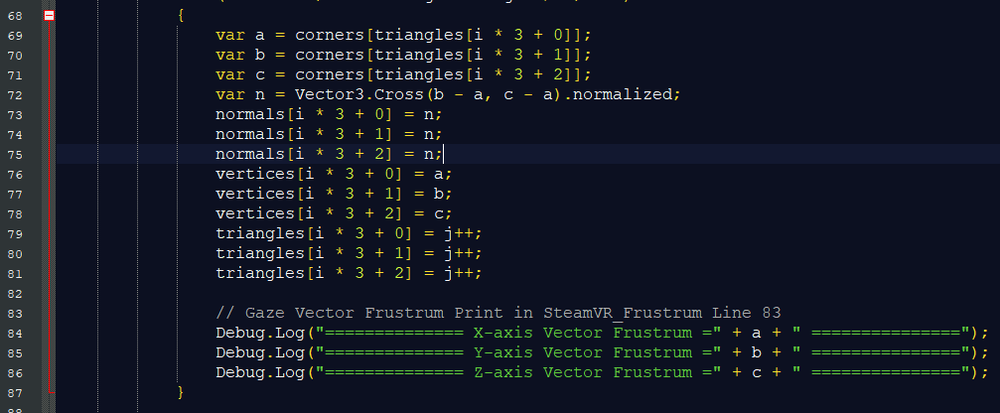 68 {
69 var a = corners[triangles[i * 3 + 0]];
70 var b = corners[triangles[i * 3 + 1]];
71 var c = corners[triangles[i * 3 + 2]];
72 var n = Vector3.Cross(b - a, c - a).normalized;
73 normals[i * 3 + 0] = n;
74 normals[i * 3 + 1] = n;
75 normals[i * 3 + 2] = n;
76 vertices[i * 3 + 0] = a;
77 vertices[i * 3 + 1] = b;
78 vertices[i * 3 + 2] = c;
79 triangles[i * 3 + 0] = j++;
80 triangles[i * 3 + 1] = j++;
81 triangles[i * 3 + 2] = j++;
82
83 // Gaze Vector Frustrum Print in SteamVR_Frustrum Line 83
84 Debug.Log("============== X-axis Vector Frustrum =" + a + " ===============");
85 Debug.Log("============== Y-axis Vector Frustrum =" + b + " ===============");
86 Debug.Log("============== Z-axis Vector Frustrum =" + c + " ===============");
87 }